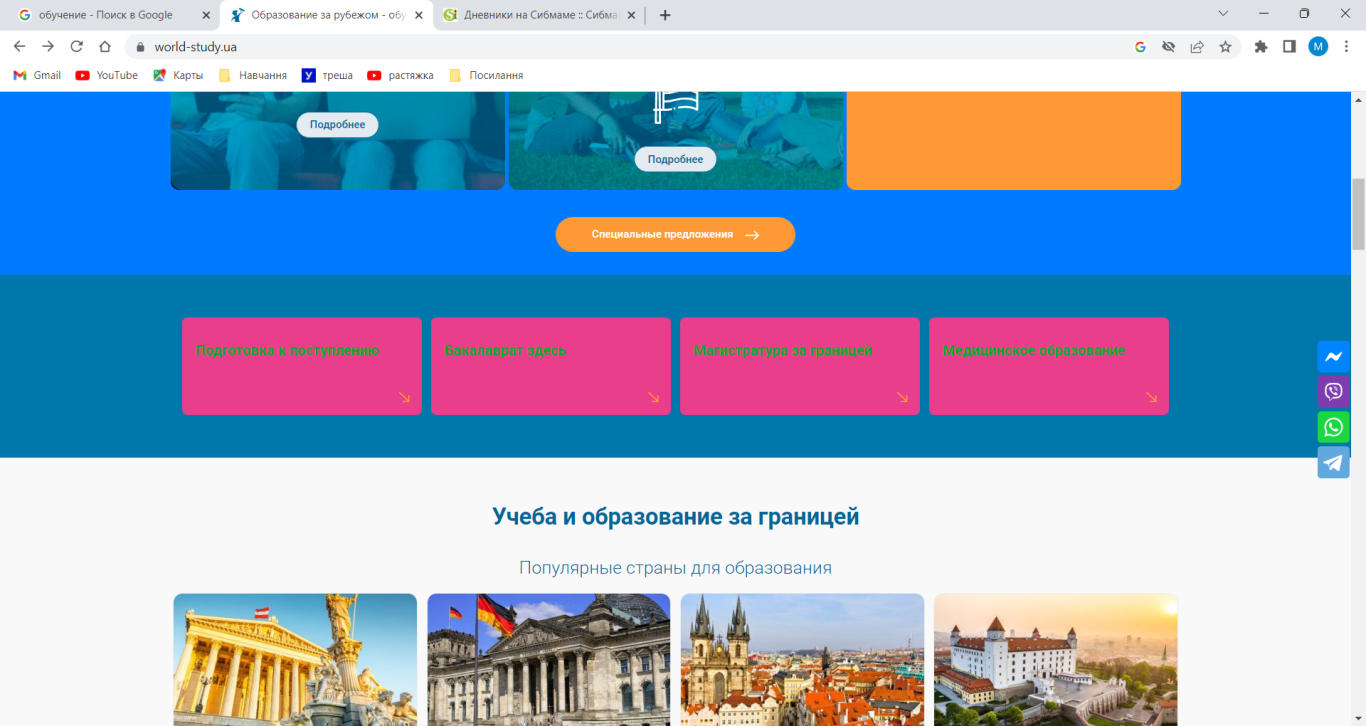 обучение - Поиск в Google
Образование за рубежом - обу
Дневники на Сибмаме :: Сибма
world-study.ua
M
Gmail
YouTube
Карты
Навчання
У
треша
растяжка
Посилання
Подробнее
Подробнее
Специальные предложения
Подготовка к поступлению
Бакалаврат здесь
Магистратура за границей
Медицинское образование
Учеба и образование за границей
Популярные страны для образования